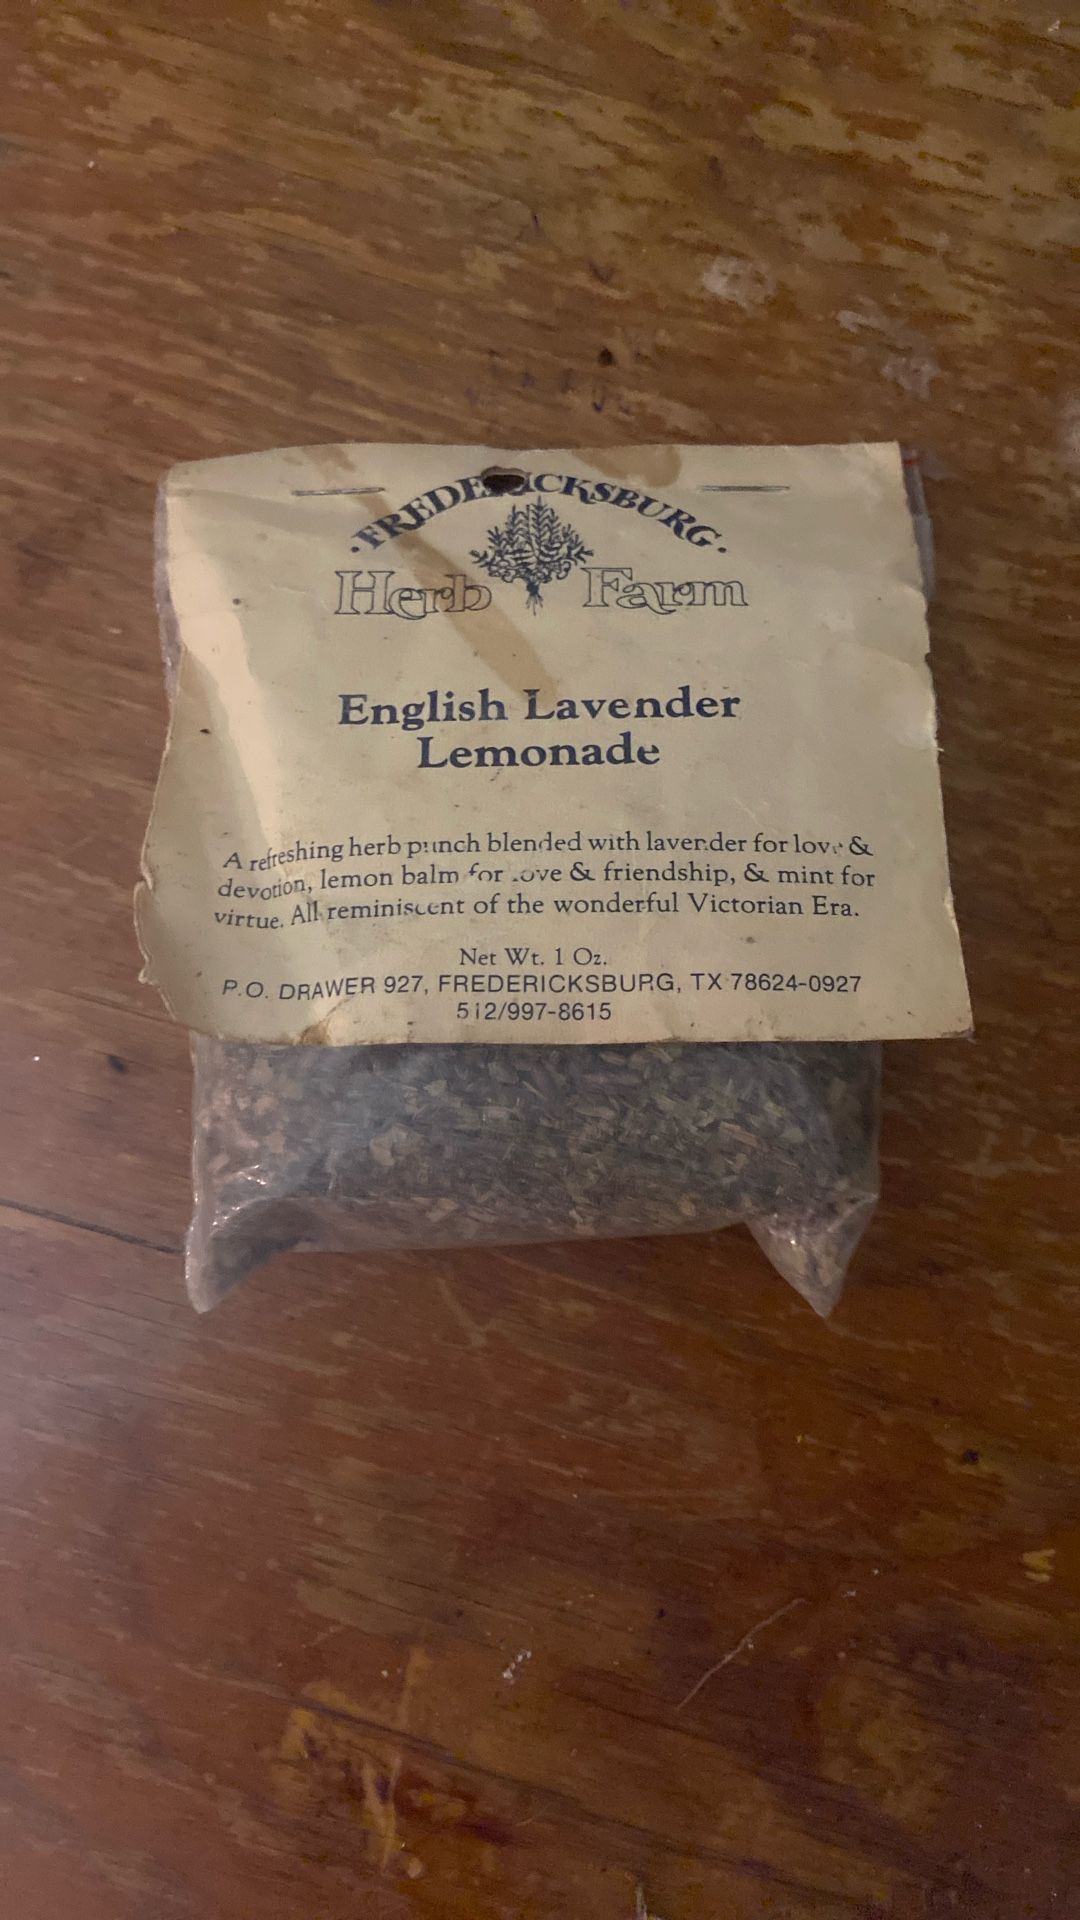 ·FREDERICKSBURG·
Herb Farm
English Lavender
Lemonade
A refreshing herb punch blended with lavender for love &
devotion, lemon balm for love & friendship, & mint for
virtue. All reminiscent of the wonderful Victorian Era.
Net Wt. 1 Oz.
P.O. DRAWER 927, FREDERICKSBURG, TX 78624-0927
512/997-8615